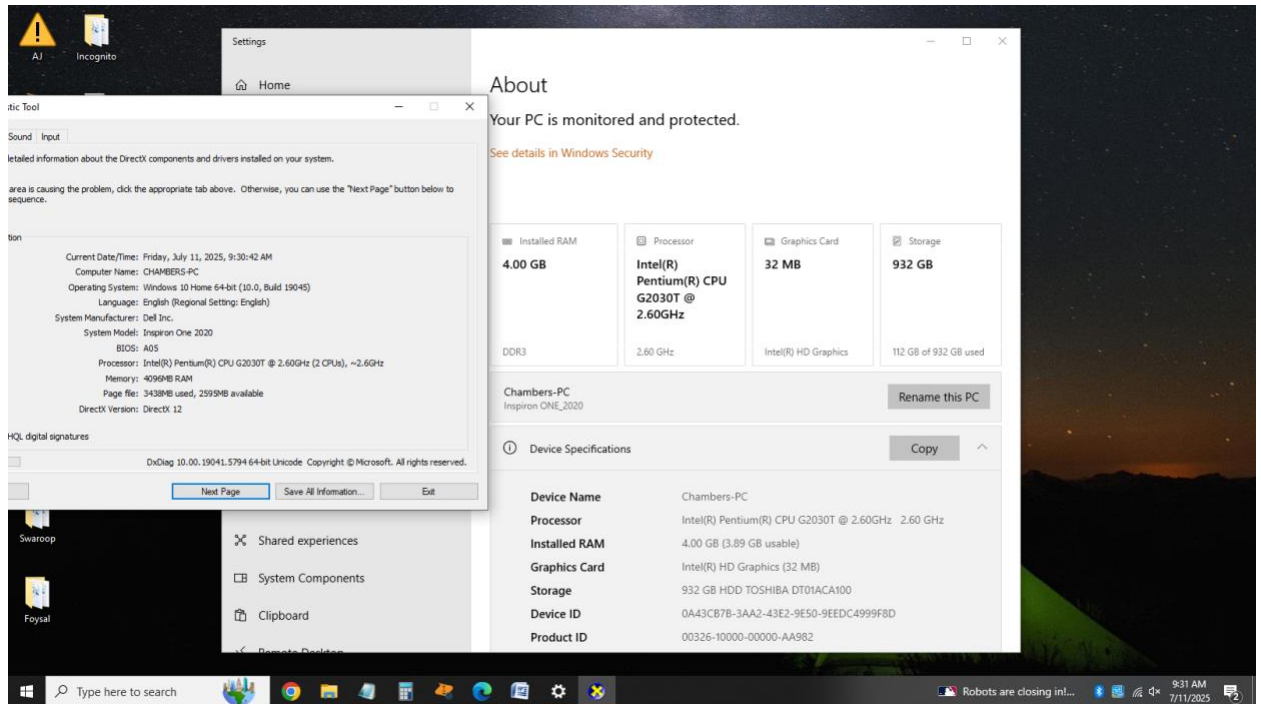 AJ
Incognito
Swaroop
Foysal
Settings
Home
Shared experiences
System Components
Clipboard
Remote Desktop
stic Tool
Sound Input
detailed information about the DirectX components and drivers installed on your system.
area is causing the problem, click the appropriate tab above. Otherwise, you can use the "Next Page" button below to
sequence.
tion
Current Date/Time: Friday, July 11, 2025, 9:30:42 AM
Computer Name: CHAMBERS-PC
Operating System: Windows 10 Home 64-bit (10.0, Build 19045)
Language: English (Regional Setting: English)
System Manufacturer: Dell Inc.
System Model: Inspiron One 2020
BIOS: A05
Processor: Intel(R) Pentium(R) CPU G2030T @ 2.60GHz (2 CPUs), ~2.6GHz
Memory: 4096MB RAM
Page file: 3438MB used, 2595MB available
DirectX Version: DirectX 12
HQL digital signatures
DxDiag 10.00.19041.5794 64-bit Unicode Copyright © Microsoft. All rights reserved.
Next Page
Save All Information...
Exit
About
Your PC is monitored and protected.
See details in Windows Security
Installed RAM
4.00 GB
DDR3
Processor
Intel(R)
Pentium(R) CPU
G2030T @
2.60GHz
2.60 GHz
Graphics Card
32 MB
Intel(R) HD Graphics
Storage
932 GB
112 GB of 932 GB used
Chambers-PC
Inspiron ONE_2020
Rename this PC
Device Specifications
Copy
Device Name Chambers-PC
Processor Intel(R) Pentium(R) CPU G2030T @ 2.60GHz 2.60 GHz
Installed RAM 4.00 GB (3.89 GB usable)
Graphics Card Intel(R) HD Graphics (32 MB)
Storage 932 GB HDD TOSHIBA DT01ACA100
Device ID 0A43CB7B-3AA2-43E2-9E50-9EEDC4999F8D
Product ID 00326-10000-00000-AA982
Type here to search
Robots are closing in!...
9:31 AM
7/11/2025
2